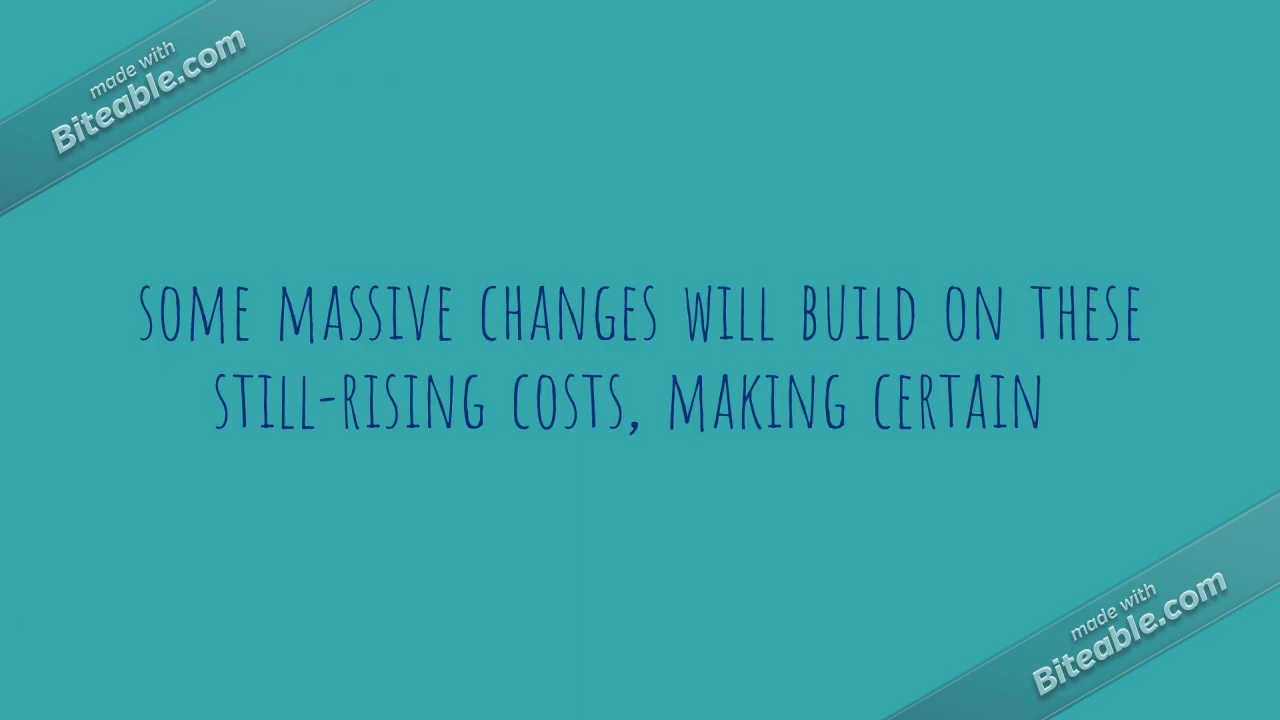 made with
Biteable.com
SOME MASSIVE CHANGES WILL BUILD ON THESE
STILL-RISING COSTS, MAKING CERTAIN
made with
Biteable.com